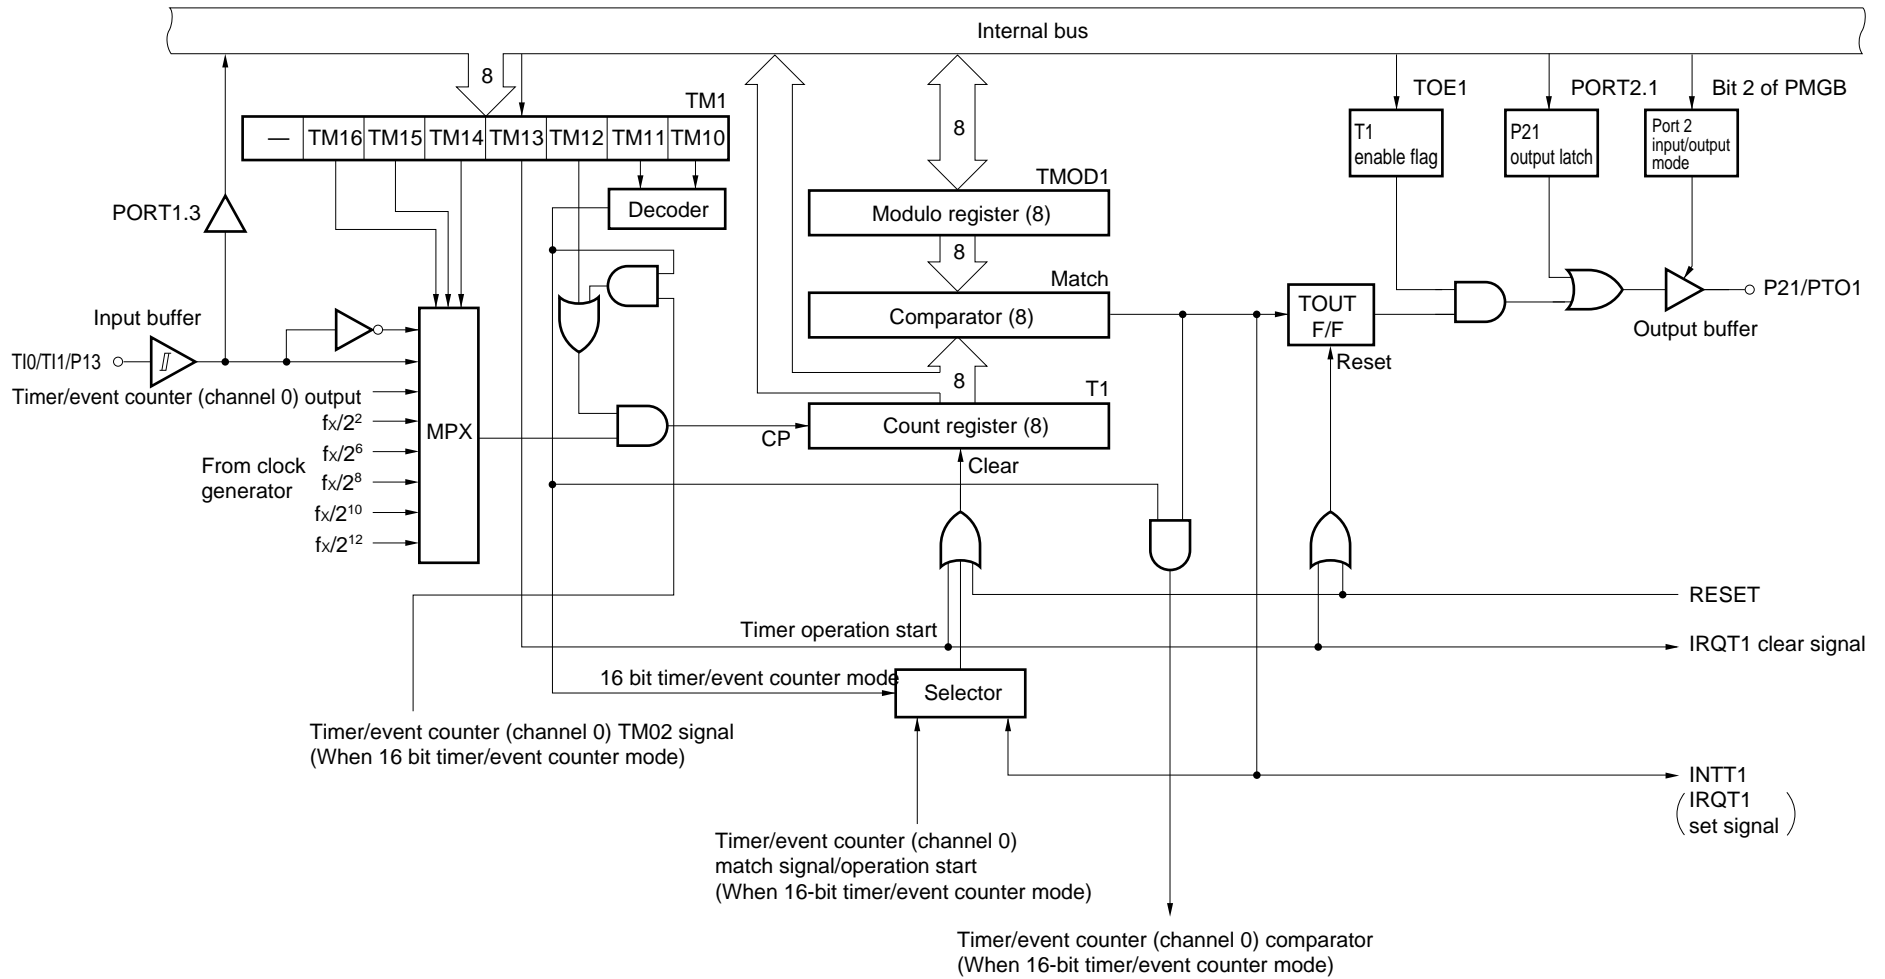 Internal bus
8
TM1
— TM16 TM15 TM14 TM13 TM12 TM11 TM10
Decoder
PORT1.3
Input buffer
TI0/TI1/P13
Timer/event counter (channel 0) output
fx/2²
fx/2⁶
From clock
generator
fx/2⁸
fx/2¹⁰
fx/2¹²
MPX
8
TMOD1
Modulo register (8)
8
Match
Comparator (8)
8
T1
Count register (8)
CP
Clear
TOE1
T1
enable flag
PORT2.1
P21
output latch
Bit 2 of PMGB
Port 2
input/output
mode
TOUT
F/F
Reset
P21/PTO1
Output buffer
RESET
Timer operation start
IRQT1 clear signal
16 bit timer/event counter mode
Selector
Timer/event counter (channel 0) TM02 signal
(When 16 bit timer/event counter mode)
INTT1
(IRQT1
set signal)
Timer/event counter (channel 0)
match signal/operation start
(When 16-bit timer/event counter mode)
Timer/event counter (channel 0) comparator
(When 16-bit timer/event counter mode)